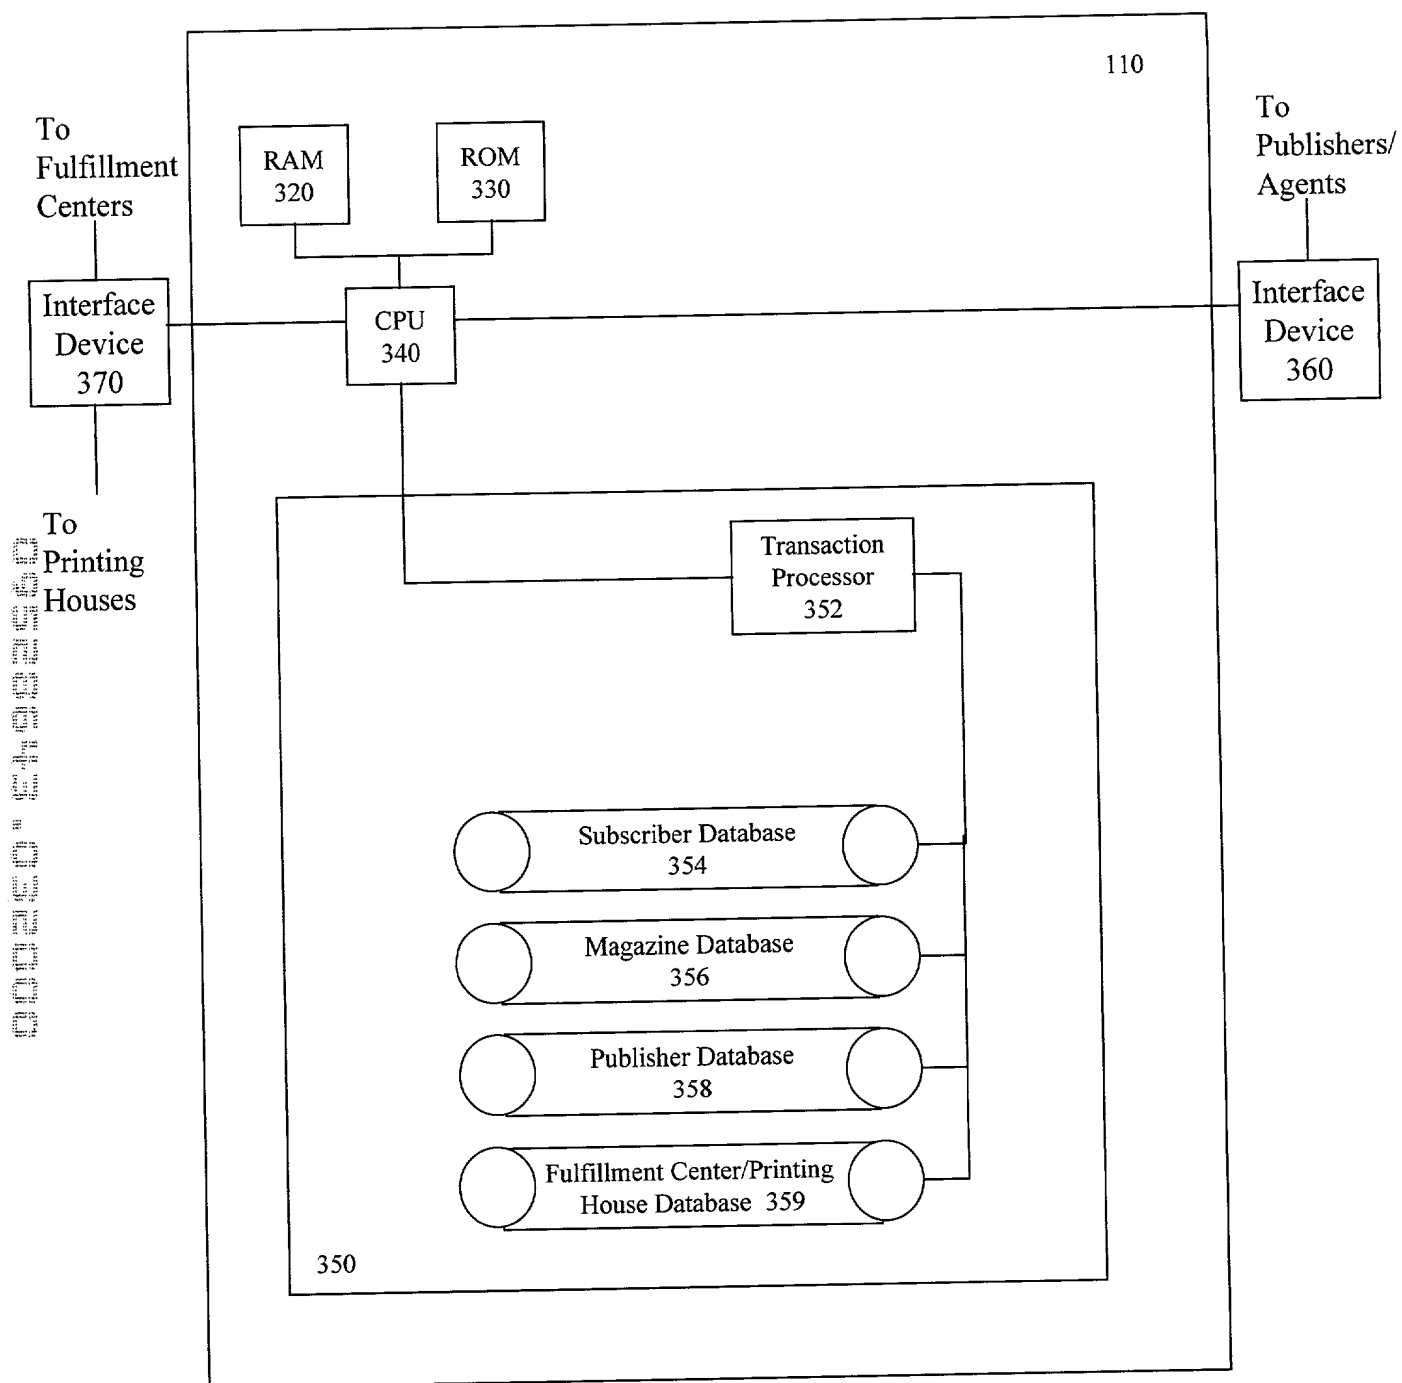 110
To
Fulfillment
Centers
To
Publishers/
Agents
RAM
320
ROM
330
Interface
Device
370
CPU
340
Interface
Device
360
To
Printing
Houses
Transaction
Processor
352
Subscriber Database
354
Magazine Database
356
Publisher Database
358
Fulfillment Center/Printing
House Database 359
350